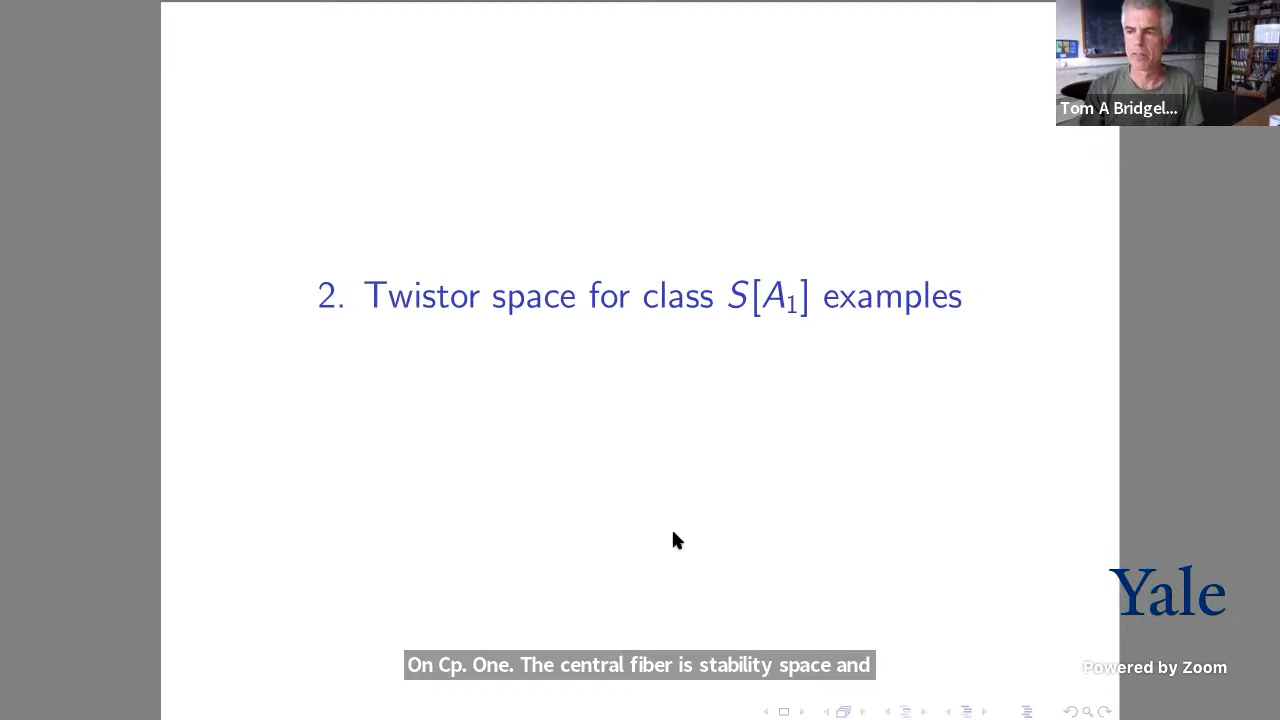 Tom A Bridgel...
2. Twistor space for class S[A₁] examples
Yale
On Cp. One. The central fiber is stability space and
Powered by Zoom